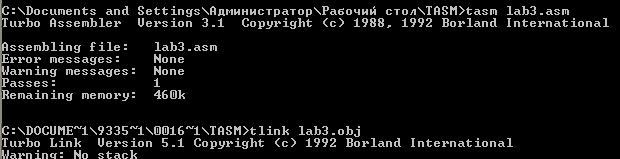 C:\Documents and Settings\Администратор\Рабочий стол\TASM>tasm lab3.asm
Turbo Assembler  Version 3.1  Copyright (c) 1988, 1992 Borland International
Assembling file:   lab3.asm
Error messages:    None
Warning messages:  None
Passes:            1
Remaining memory:  460k
C:\DOCUME~1\9335~1\0016~1\TASM>tlink lab3.obj
Turbo Link  Version 5.1 Copyright (c) 1992 Borland International
Warning: No stack